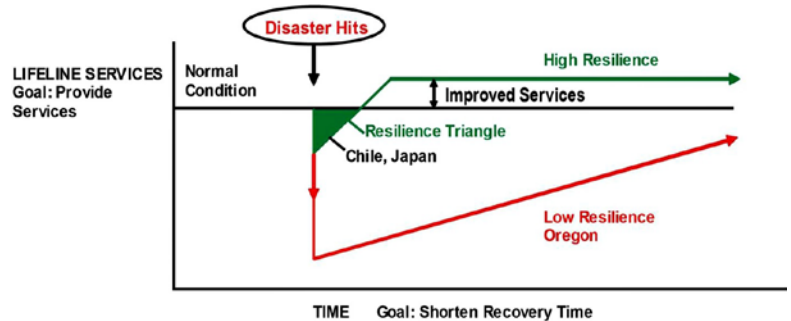 Disaster Hits
LIFELINE SERVICES
Goal: Provide
Services
Normal
Condition
High Resilience
Improved Services
Resilience Triangle
Chile, Japan
Low Resilience
Oregon
TIME Goal: Shorten Recovery Time